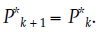 P*ₖ₊₁ = P*ₖ.